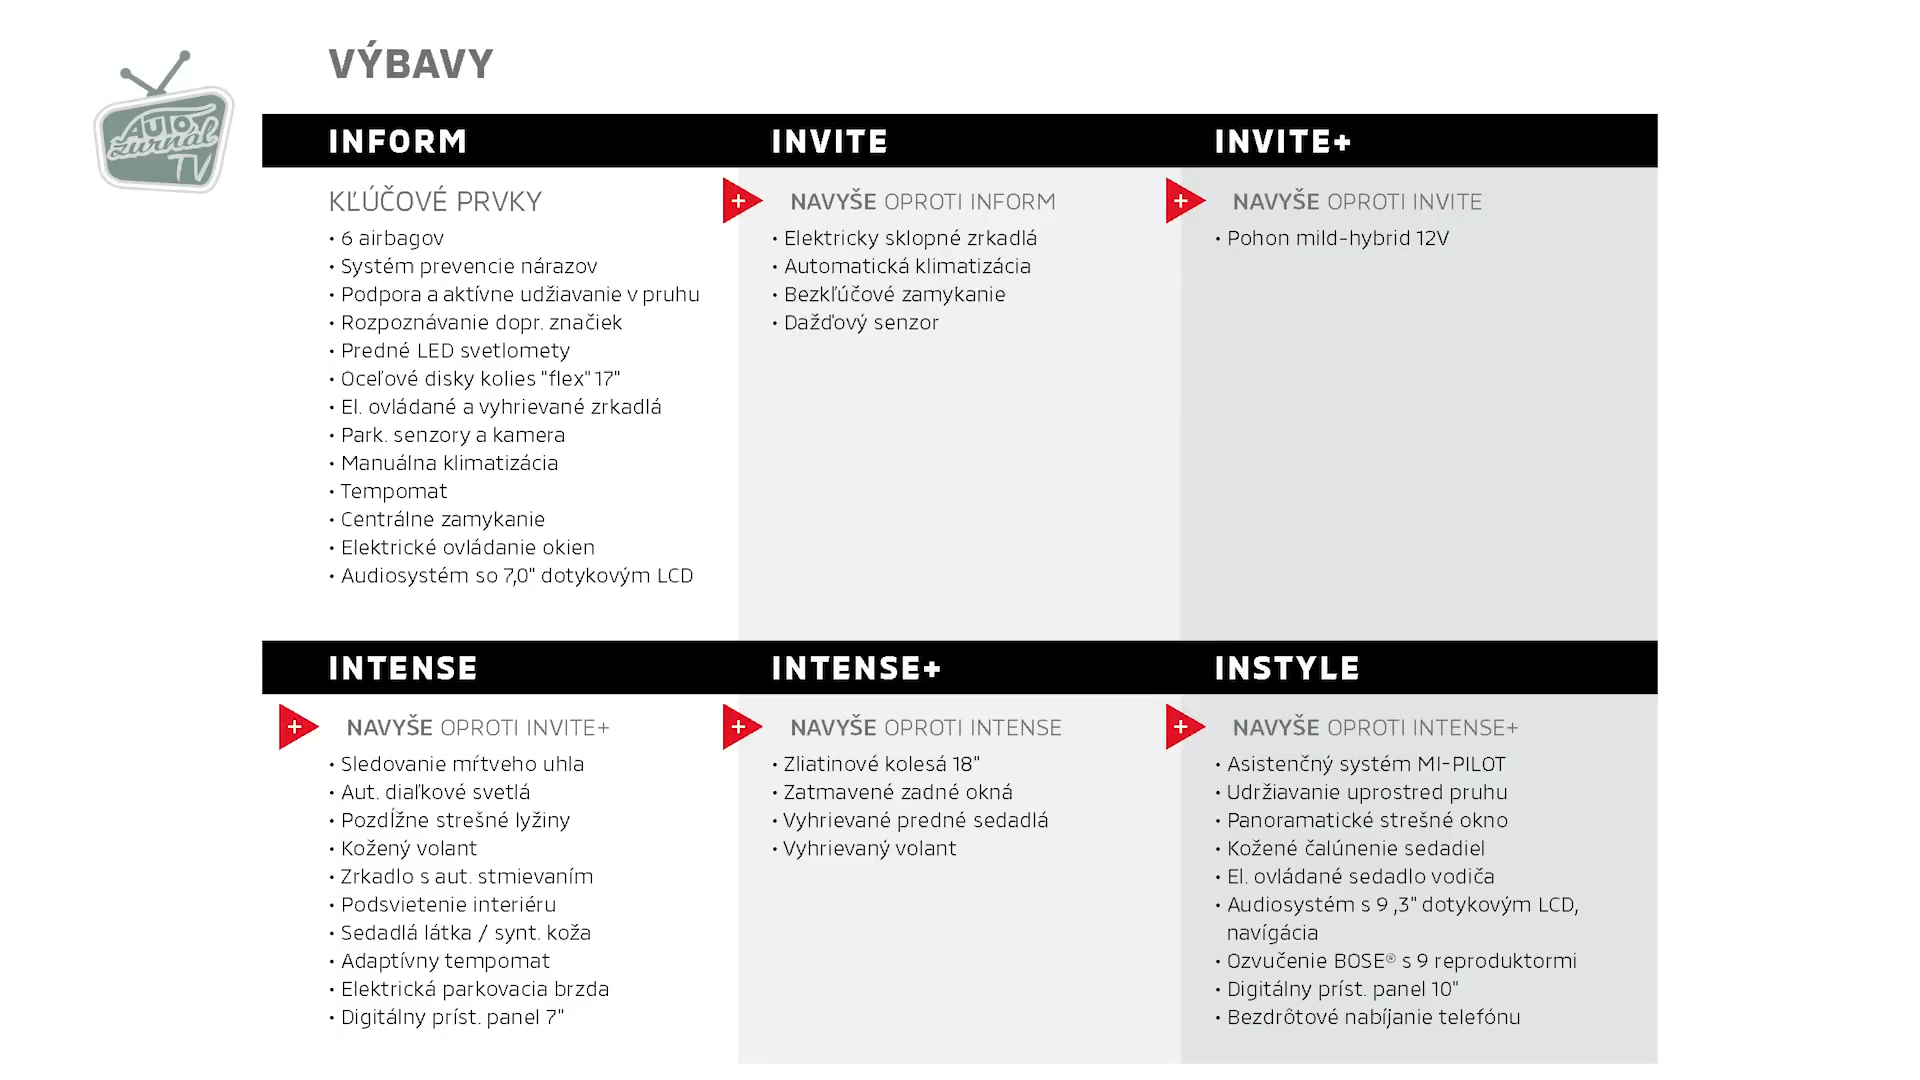 VÝBAVY
Auto
žurnál
TV
INFORM
KĽÚČOVÉ PRVKY
• 6 airbagov
• Systém prevencie nárazov
• Podpora a aktívne udžiavanie v pruhu
• Rozpoznávanie dopr. značiek
• Predné LED svetlomety
• Oceľové disky kolies "flex" 17"
• El. ovládané a vyhrievané zrkadlá
• Park. senzory a kamera
• Manuálna klimatizácia
• Tempomat
• Centrálne zamykanie
• Elektrické ovládanie okien
• Audiosystém so 7,0" dotykovým LCD
INVITE
+ NAVYŠE OPROTI INFORM
• Elektricky sklopné zrkadlá
• Automatická klimatizácia
• Bezkľúčové zamykanie
• Dažďový senzor
INVITE+
+ NAVYŠE OPROTI INVITE
• Pohon mild-hybrid 12V
INTENSE
+ NAVYŠE OPROTI INVITE+
• Sledovanie mŕtveho uhla
• Aut. diaľkové svetlá
• Pozdĺžne strešné lyžiny
• Kožený volant
• Zrkadlo s aut. stmievaním
• Podsvietenie interiéru
• Sedadlá látka / synt. koža
• Adaptívny tempomat
• Elektrická parkovacia brzda
• Digitálny príst. panel 7"
INTENSE+
+ NAVYŠE OPROTI INTENSE
• Zliatinové kolesá 18"
• Zatmavené zadné okná
• Vyhrievané predné sedadlá
• Vyhrievaný volant
INSTYLE
+ NAVYŠE OPROTI INTENSE+
• Asistenčný systém MI-PILOT
• Udržiavanie uprostred pruhu
• Panoramatické strešné okno
• Kožené čalúnenie sedadiel
• El. ovládané sedadlo vodiča
• Audiosystém s 9 ,3" dotykovým LCD,
navígácia
• Ozvučenie BOSE® s 9 reproduktormi
• Digitálny príst. panel 10"
• Bezdrôtové nabíjanie telefónu